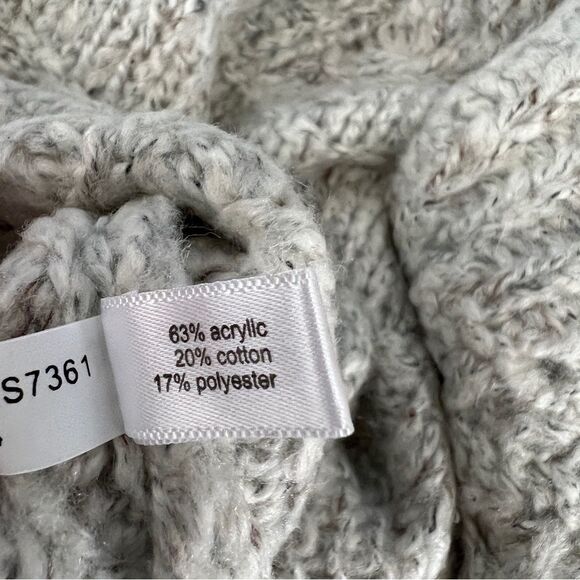 S7361
63% acrylic
20% cotton
17% polyester